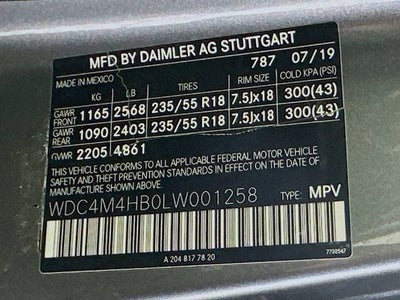 MFD BY DAIMLER AG STUTTGART
MADE IN MEXICO 787 07/19
KG LB TIRES RIM SIZE COLD KPA (PSI)
GAWR FRONT 1165 2568 235/55 R18 7.5Jx18 300(43)
GAWR REAR 1090 2403 235/55 R18 7.5Jx18 300(43)
GVWR 2205 4861
THIS VEHICLE CONFORMS TO ALL APPLICABLE FEDERAL MOTOR VEHICLE
SAFETY, BUMPER, AND THEFT PREVENTION STANDARDS IN EFFECT
ON THE DATE OF MANUFACTURE SHOWN ABOVE.
WDC4M4HB0LW001258 TYPE: MPV
A 204 817 78 20 7732547